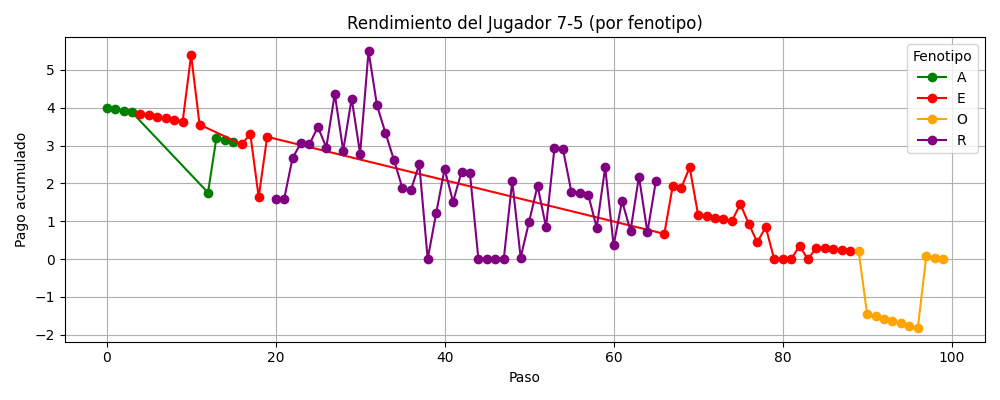 Rendimiento del Jugador 7-5 (por fenotipo)
Pago acumulado
5
4
3
2
1
0
−1
−2
Fenotipo
A
E
O
R
0
20
40
60
80
100
Paso